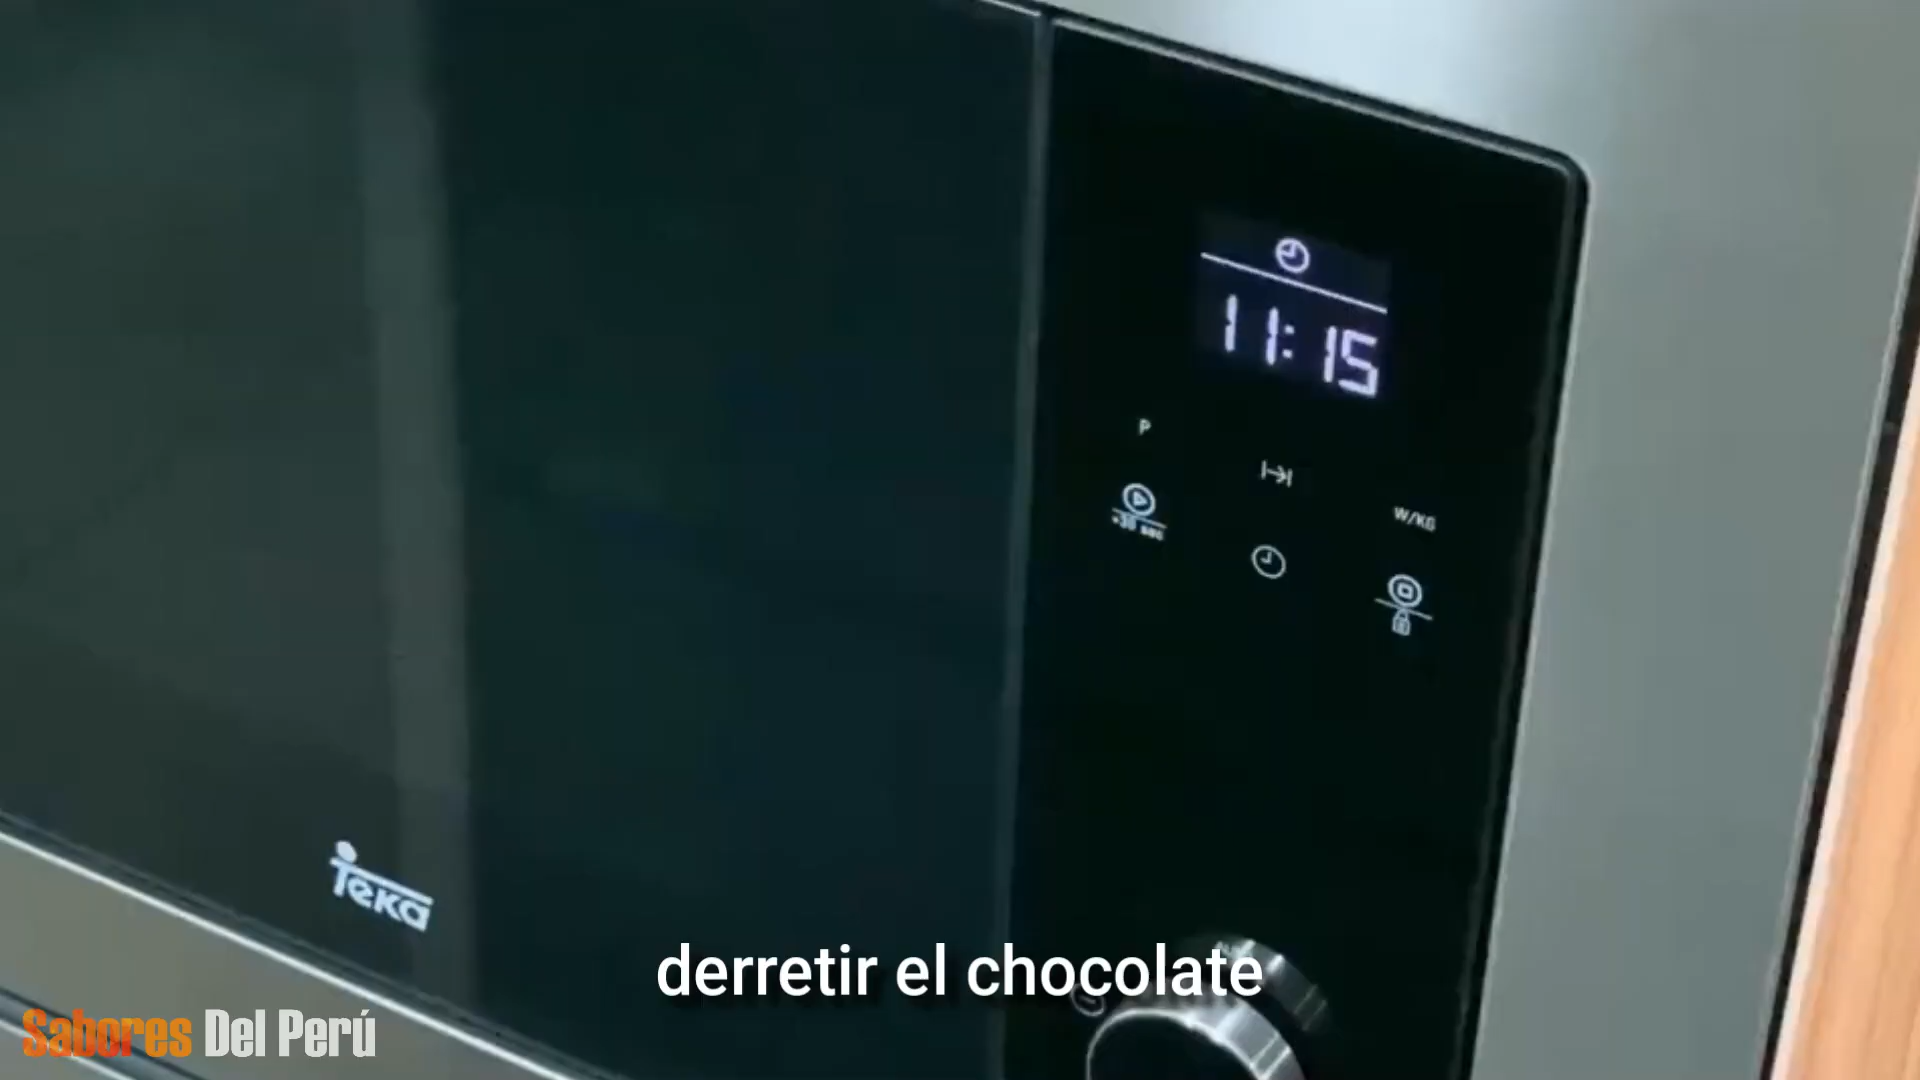 11:15
P
W/KG
+30 sec
Teka
derretir el chocolate
Sabores Del Perú